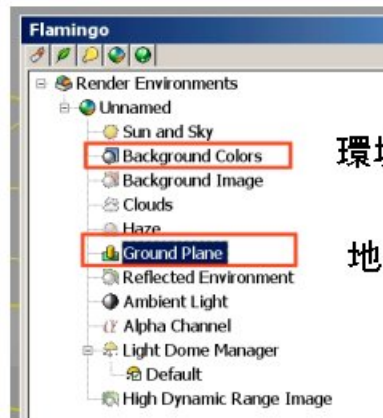 Flamingo
Render Environments
Unnamed
Sun and Sky
Background Colors
環
Background Image
Clouds
Haze
Ground Plane
地
Reflected Environment
Ambient Light
Alpha Channel
Light Dome Manager
Default
High Dynamic Range Image